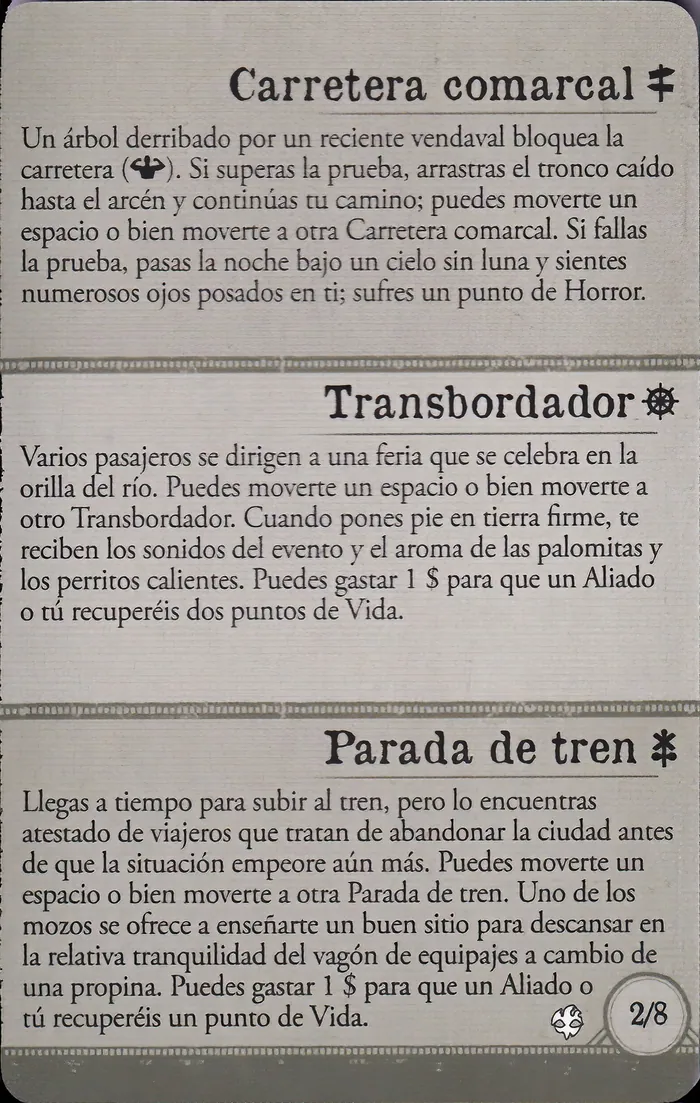 Carretera comarcal
Un árbol derribado por un reciente vendaval bloquea la
carretera (). Si superas la prueba, arrastras el tronco caído
hasta el arcén y continúas tu camino; puedes moverte un
espacio o bien moverte a otra Carretera comarcal. Si fallas
la prueba, pasas la noche bajo un cielo sin luna y sientes
numerosos ojos posados en ti; sufres un punto de Horror.
Transbordador
Varios pasajeros se dirigen a una feria que se celebra en la
orilla del río. Puedes moverte un espacio o bien moverte a
otro Transbordador. Cuando pones pie en tierra firme, te
reciben los sonidos del evento y el aroma de las palomitas y
los perritos calientes. Puedes gastar 1 $ para que un Aliado
o tú recuperéis dos puntos de Vida.
Parada de tren
Llegas a tiempo para subir al tren, pero lo encuentras
atestado de viajeros que tratan de abandonar la ciudad antes
de que la situación empeore aún más. Puedes moverte un
espacio o bien moverte a otra Parada de tren. Uno de los
mozos se ofrece a enseñarte un buen sitio para descansar en
la relativa tranquilidad del vagón de equipajes a cambio de
una propina. Puedes gastar 1 $ para que un Aliado o
tú recuperéis un punto de Vida.
2/8